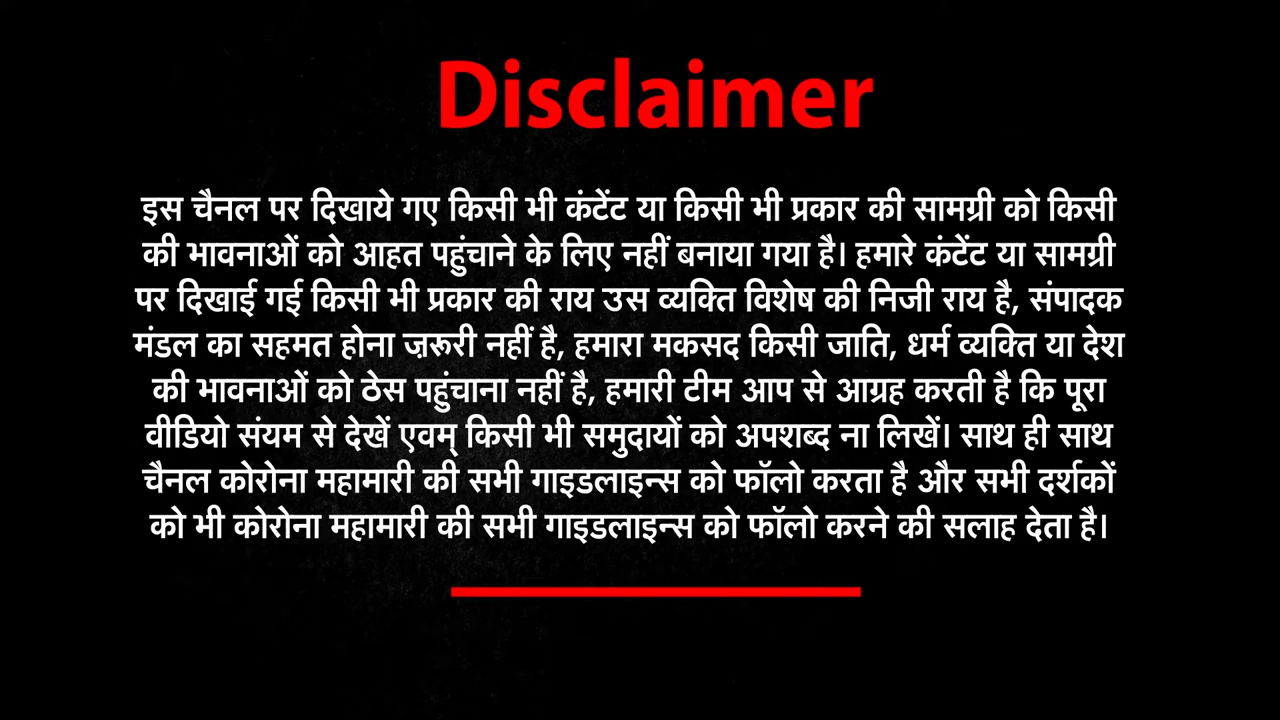 Disclaimer
इस चैनल पर दिखाये गए किसी भी कंटेंट या किसी भी प्रकार की सामग्री को किसी
की भावनाओं को आहत पहुंचाने के लिए नहीं बनाया गया है। हमारे कंटेंट या सामग्री
पर दिखाई गई किसी भी प्रकार की राय उस व्यक्ति विशेष की निजी राय है, संपादक
मंडल का सहमत होना ज़रूरी नहीं है, हमारा मकसद किसी जाति, धर्म व्यक्ति या देश
की भावनाओं को ठेस पहुंचाना नहीं है, हमारी टीम आप से आग्रह करती है कि पूरा
वीडियो संयम से देखें एवम् किसी भी समुदायों को अपशब्द ना लिखें। साथ ही साथ
चैनल कोरोना महामारी की सभी गाइडलाइन्स को फॉलो करता है और सभी दर्शकों
को भी कोरोना महामारी की सभी गाइडलाइन्स को फॉलो करने की सलाह देता है।